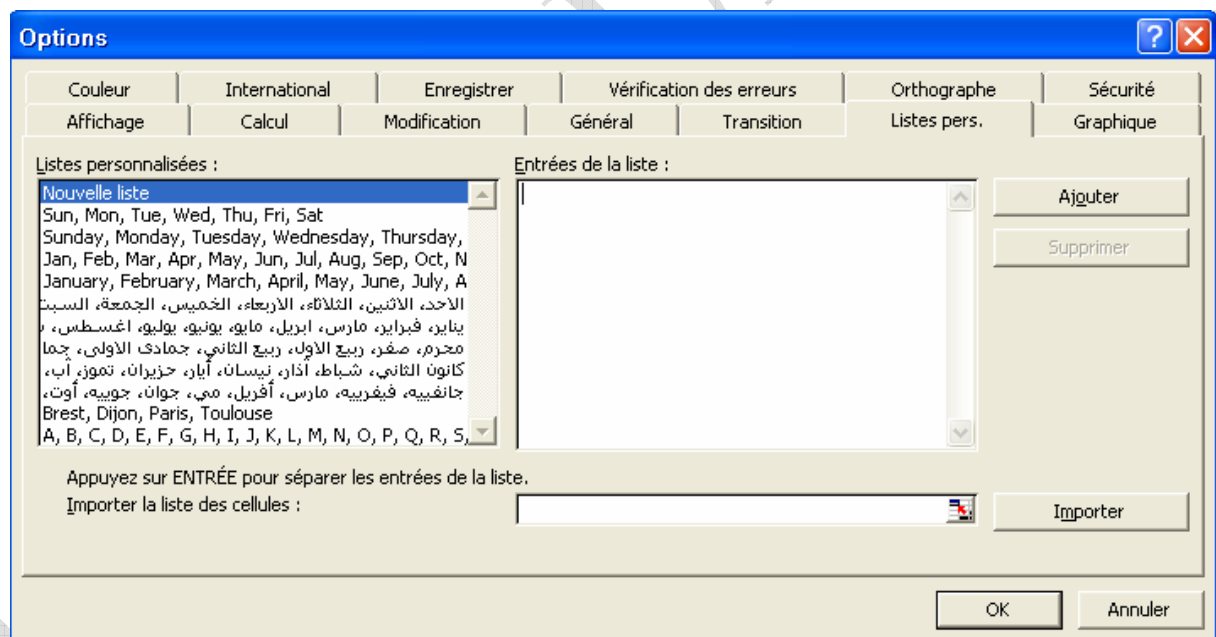 Options
Couleur International Enregistrer Vérification des erreurs Orthographe Sécurité
Affichage Calcul Modification Général Transition Listes pers. Graphique
Listes personnalisées : Entrées de la liste :
Nouvelle liste
Sun, Mon, Tue, Wed, Thu, Fri, Sat
Sunday, Monday, Tuesday, Wednesday, Thursday,
Jan, Feb, Mar, Apr, May, Jun, Jul, Aug, Sep, Oct, N
January, February, March, April, May, June, July, A
الاحد، الاثنين، الثلاثاء، الاربعاء، الخميس، الجمعة، السبت
يناير، فبراير، مارس، ابريل، مايو، يونيو، يوليو، اغسطس،
محرم، صفر، ربيع الاول، ربيع الثاني، جمادى الاولى، جما
كانون الثاني، شباط، آذار، نيسان، أيار، حزيران، تموز، آب،
جانفييه، فيفرييه، مارس، أفريل، مي، جوان، جوييه، أوت،
Brest, Dijon, Paris, Toulouse
A, B, C, D, E, F, G, H, I, J, K, L, M, N, O, P, Q, R, S,
Ajouter
Supprimer
Appuyez sur ENTRÉE pour séparer les entrées de la liste.
Importer la liste des cellules :
Importer
OK Annuler